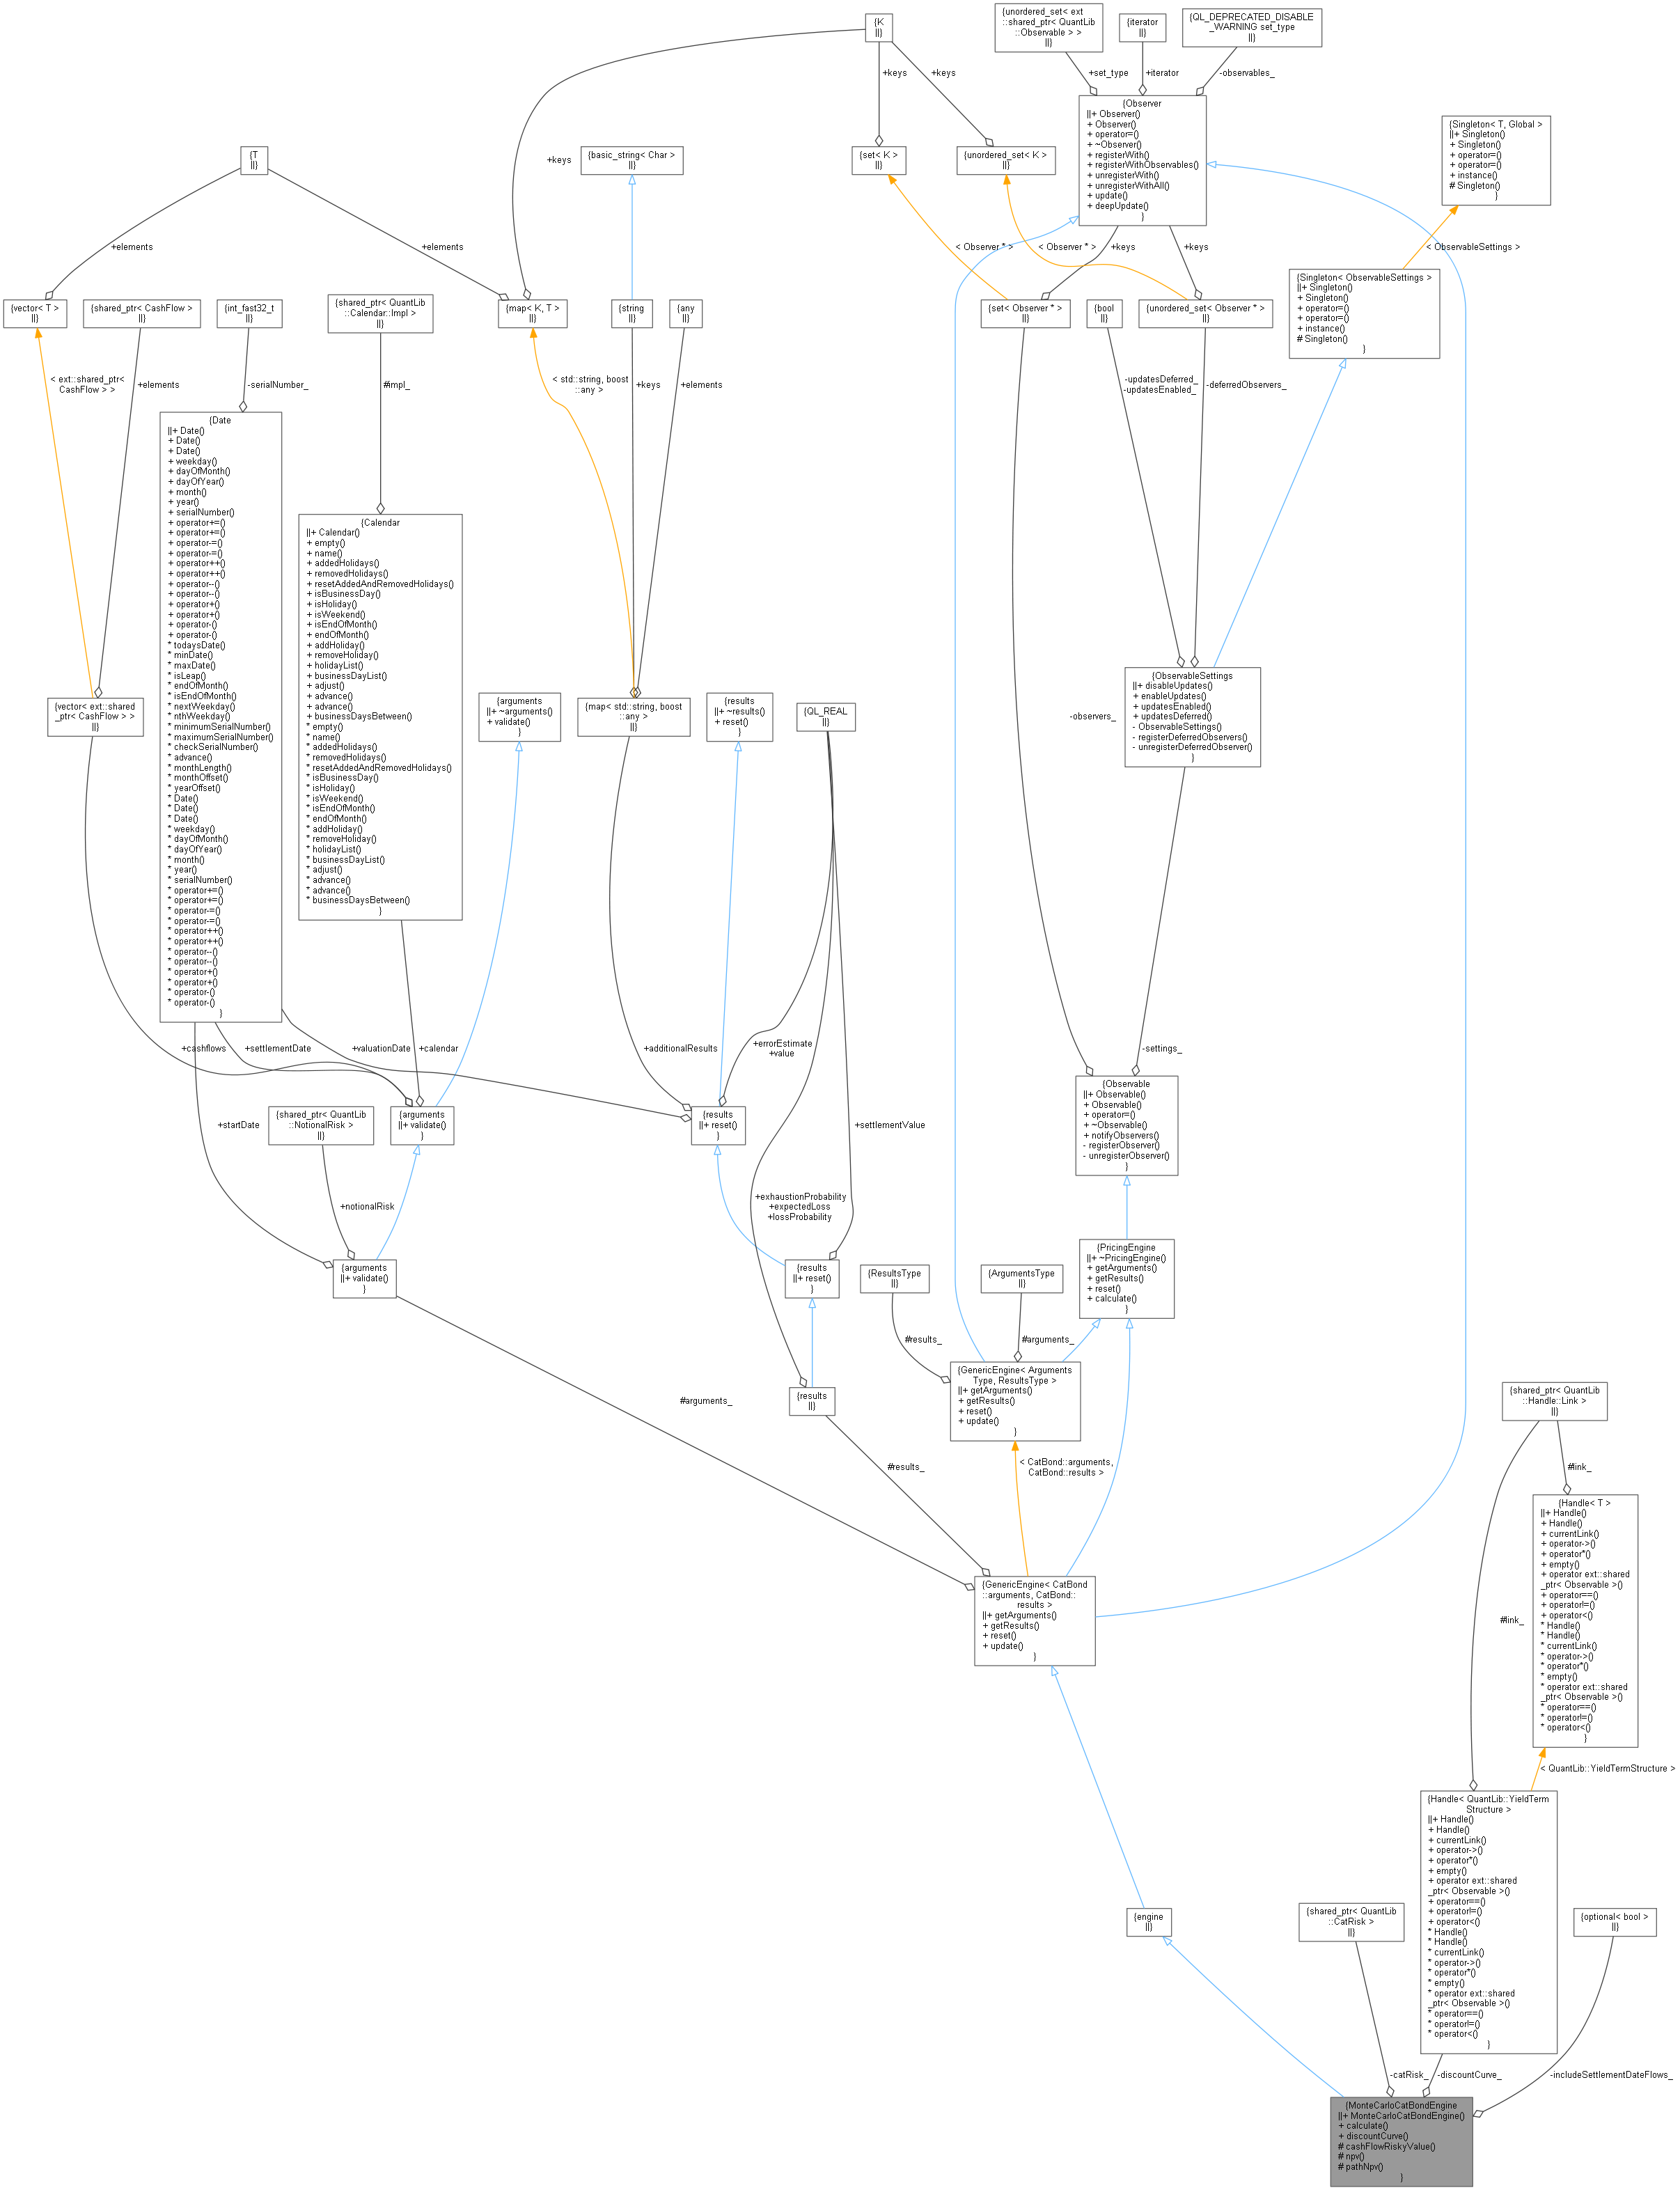 {K
||}
{unordered_set< ext
::shared_ptr< QuantLib
::Observable > >
||}
{iterator
||}
{QL_DEPRECATED_DISABLE
_WARNING set_type
||}
+keys
+keys
+set_type
+iterator
-observables_
{Observer
||+ Observer()
+ Observer()
+ operator=()
+ ~Observer()
+ registerWith()
+ registerWithObservables()
+ unregisterWith()
+ unregisterWithAll()
+ update()
+ deepUpdate()
}
{Singleton< T, Global >
||+ Singleton()
+ Singleton()
+ operator=()
+ operator=()
+ instance()
# Singleton()
}
{T
||}
+keys
{basic_string< Char >
||}
{set< K >
||}
{unordered_set< K >
||}
+elements
+elements
< Observer * >
< Observer * >
+keys
+keys
< ObservableSettings >
{vector< T >
||}
{shared_ptr< CashFlow >
||}
{int_fast32_t
||}
{shared_ptr< QuantLib
::Calendar::Impl >
||}
{map< K, T >
||}
{string
||}
{any
||}
{set< Observer * >
||}
{bool
||}
{unordered_set< Observer * >
||}
{Singleton< ObservableSettings >
||+ Singleton()
+ Singleton()
+ operator=()
+ operator=()
+ instance()
# Singleton()
}
< ext::shared_ptr<
CashFlow > >
+elements
-serialNumber_
#impl_
< std::string, boost
::any >
+keys
+elements
-updatesDeferred_
-updatesEnabled_
-deferredObservers_
{Date
||+ Date()
+ Date()
+ Date()
+ weekday()
+ dayOfMonth()
+ dayOfYear()
+ month()
+ year()
+ serialNumber()
+ operator+=()
+ operator+=()
+ operator-=()
+ operator-=()
+ operator++()
+ operator++()
+ operator--()
+ operator--()
+ operator+()
+ operator+()
+ operator-()
+ operator-()
* todaysDate()
* minDate()
* maxDate()
* isLeap()
* endOfMonth()
* isEndOfMonth()
* nextWeekday()
* nthWeekday()
* minimumSerialNumber()
* maximumSerialNumber()
* checkSerialNumber()
* advance()
* monthLength()
* monthOffset()
* yearOffset()
* Date()
* Date()
* Date()
* weekday()
* dayOfMonth()
* dayOfYear()
* month()
* year()
* serialNumber()
* operator+=()
* operator+=()
* operator-=()
* operator-=()
* operator++()
* operator++()
* operator--()
* operator--()
* operator+()
* operator+()
* operator-()
* operator-()
}
{Calendar
||+ Calendar()
+ empty()
+ name()
+ addedHolidays()
+ removedHolidays()
+ resetAddedAndRemovedHolidays()
+ isBusinessDay()
+ isHoliday()
+ isWeekend()
+ isEndOfMonth()
+ endOfMonth()
+ addHoliday()
+ removeHoliday()
+ holidayList()
+ businessDayList()
+ adjust()
+ advance()
+ advance()
+ businessDaysBetween()
* empty()
* name()
* addedHolidays()
* removedHolidays()
* resetAddedAndRemovedHolidays()
* isBusinessDay()
* isHoliday()
* isWeekend()
* isEndOfMonth()
* endOfMonth()
* addHoliday()
* removeHoliday()
* holidayList()
* businessDayList()
* adjust()
* advance()
* advance()
* businessDaysBetween()
}
{vector< ext::shared
_ptr< CashFlow > >
||}
{arguments
||+ ~arguments()
+ validate()
}
{map< std::string, boost
::any >
||}
{results
||+ ~results()
+ reset()
}
{QL_REAL
||}
-observers_
{ObservableSettings
||+ disableUpdates()
+ enableUpdates()
+ updatesEnabled()
+ updatesDeferred()
- ObservableSettings()
- registerDeferredObservers()
- unregisterDeferredObserver()
}
+cashflows
+settlementDate
+valuationDate
+calendar
+additionalResults
+errorEstimate
+value
-settings_
+startDate
{shared_ptr< QuantLib
::NotionalRisk >
||}
{arguments
||+ validate()
}
{results
||+ reset()
}
+settlementValue
{Observable
||+ Observable()
+ Observable()
+ operator=()
+ ~Observable()
+ notifyObservers()
- registerObserver()
- unregisterObserver()
}
+notionalRisk
+exhaustionProbability
+expectedLoss
+lossProbability
{arguments
||+ validate()
}
{results
||+ reset()
}
{ResultsType
||}
{ArgumentsType
||}
{PricingEngine
||+ ~PricingEngine()
+ getArguments()
+ getResults()
+ reset()
+ calculate()
}
#results_
#arguments_
#arguments_
{results
||}
{GenericEngine< Arguments
Type, ResultsType >
||+ getArguments()
+ getResults()
+ reset()
+ update()
}
{shared_ptr< QuantLib
::Handle::Link >
||}
#results_
< CatBond::arguments,
CatBond::results >
#link_
{Handle< T >
||+ Handle()
+ Handle()
+ currentLink()
+ operator->()
+ operator*()
+ empty()
+ operator ext::shared
_ptr< Observable >()
+ operator==()
+ operator!=()
+ operator<()
* Handle()
* Handle()
* currentLink()
* operator->()
* operator*()
* empty()
* operator ext::shared
_ptr< Observable >()
* operator==()
* operator!=()
* operator<()
}
{GenericEngine< CatBond
::arguments, CatBond::
results >
||+ getArguments()
+ getResults()
+ reset()
+ update()
}
#link_
< QuantLib::YieldTermStructure >
{Handle< QuantLib::YieldTerm
Structure >
||+ Handle()
+ Handle()
+ currentLink()
+ operator->()
+ operator*()
+ empty()
+ operator ext::shared
_ptr< Observable >()
+ operator==()
+ operator!=()
+ operator<()
* Handle()
* Handle()
* currentLink()
* operator->()
* operator*()
* empty()
* operator ext::shared
_ptr< Observable >()
* operator==()
* operator!=()
* operator<()
}
{engine
||}
{shared_ptr< QuantLib
::CatRisk >
||}
{optional< bool >
||}
-catRisk_
-discountCurve_
-includeSettlementDateFlows_
{MonteCarloCatBondEngine
||+ MonteCarloCatBondEngine()
+ calculate()
+ discountCurve()
# cashFlowRiskyValue()
# npv()
# pathNpv()
}